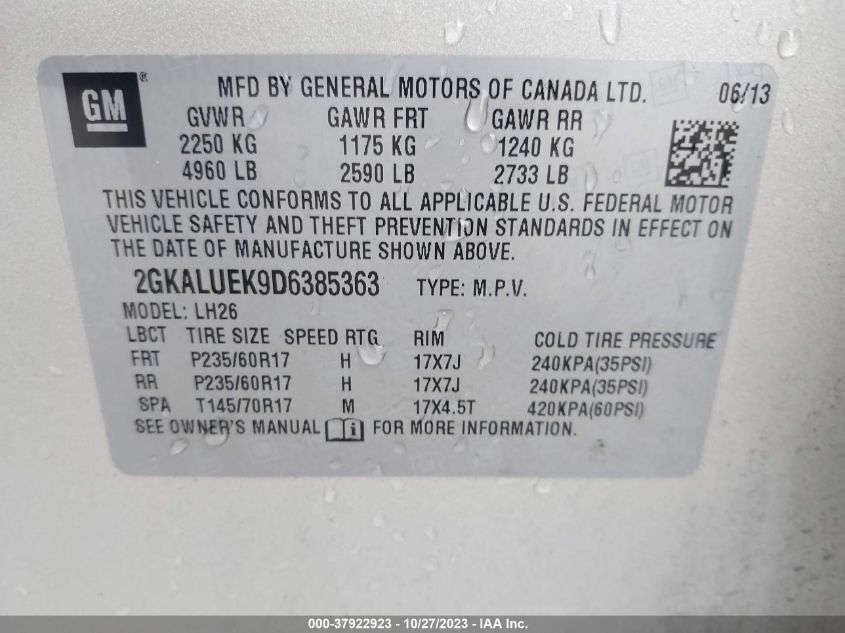 GM ®
MFD BY GENERAL MOTORS OF CANADA LTD. 06/13
GVWR GAWR FRT GAWR RR
2250 KG 1175 KG 1240 KG
4960 LB 2590 LB 2733 LB
THIS VEHICLE CONFORMS TO ALL APPLICABLE U.S. FEDERAL MOTOR
VEHICLE SAFETY AND THEFT PREVENTION STANDARDS IN EFFECT ON
THE DATE OF MANUFACTURE SHOWN ABOVE.
2GKALUEK9D6385363 TYPE: M.P.V.
MODEL: LH26
LBCT TIRE SIZE SPEED RTG RIM COLD TIRE PRESSURE
FRT P235/60R17 H 17X7J 240KPA(35PSI)
RR P235/60R17 H 17X7J 240KPA(35PSI)
SPA T145/70R17 M 17X4.5T 420KPA(60PSI)
SEE OWNER'S MANUAL i FOR MORE INFORMATION.
000-37922923 - 10/27/2023 - IAA Inc.